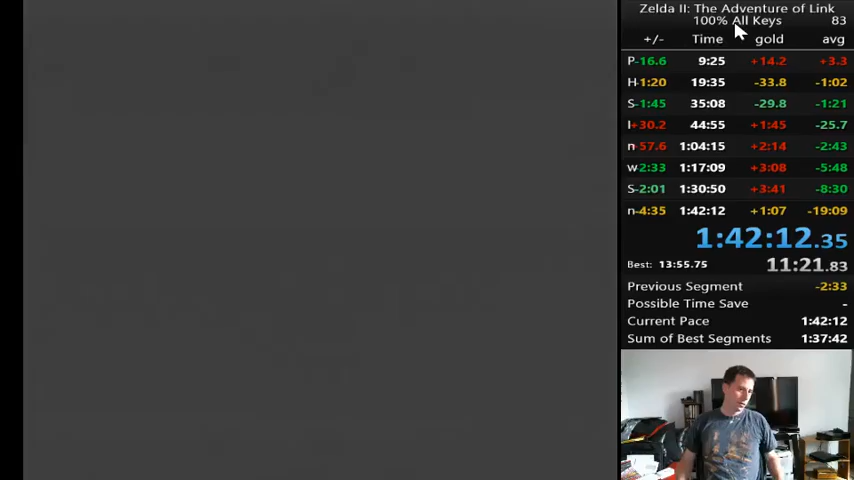 Zelda II: The Adventure of Link
100% All Keys 83
+/- Time gold avg
P-16.6 9:25 +14.2 +3.3
H-1:20 19:35 -33.8 -1:02
S-1:45 35:08 -29.8 -1:21
I+30.2 44:55 +1:45 -25.7
n-57.6 1:04:15 +2:14 -2:43
w-2:33 1:17:09 +3:08 -5:48
S-2:01 1:30:50 +3:41 -8:30
n-4:35 1:42:12 +1:07 -19:09
1:42:12.35
Best: 13:55.75 11:21.83
Previous Segment -2:33
Possible Time Save -
Current Pace 1:42:12
Sum of Best Segments 1:37:42